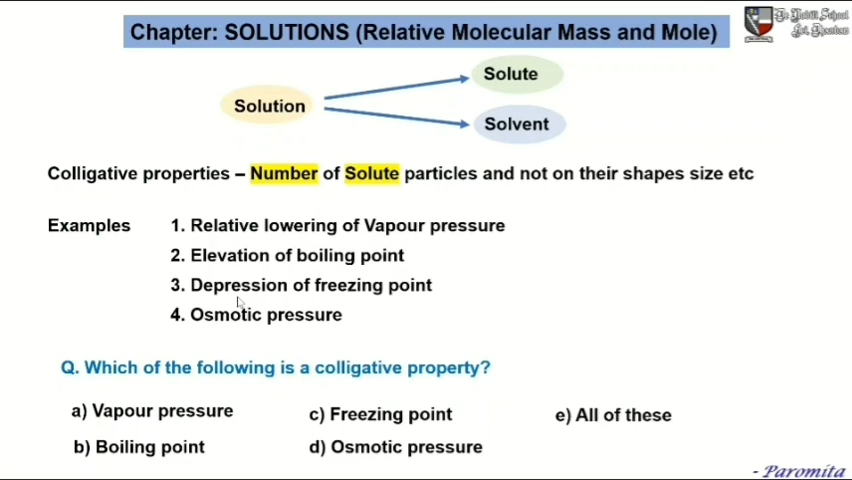 Chapter: SOLUTIONS (Relative Molecular Mass and Mole)
Solution
Solute
Solvent
Colligative properties – Number of Solute particles and not on their shapes size etc
Examples 1. Relative lowering of Vapour pressure
2. Elevation of boiling point
3. Depression of freezing point
4. Osmotic pressure
Q. Which of the following is a colligative property?
a) Vapour pressure c) Freezing point e) All of these
b) Boiling point d) Osmotic pressure
- Paromita